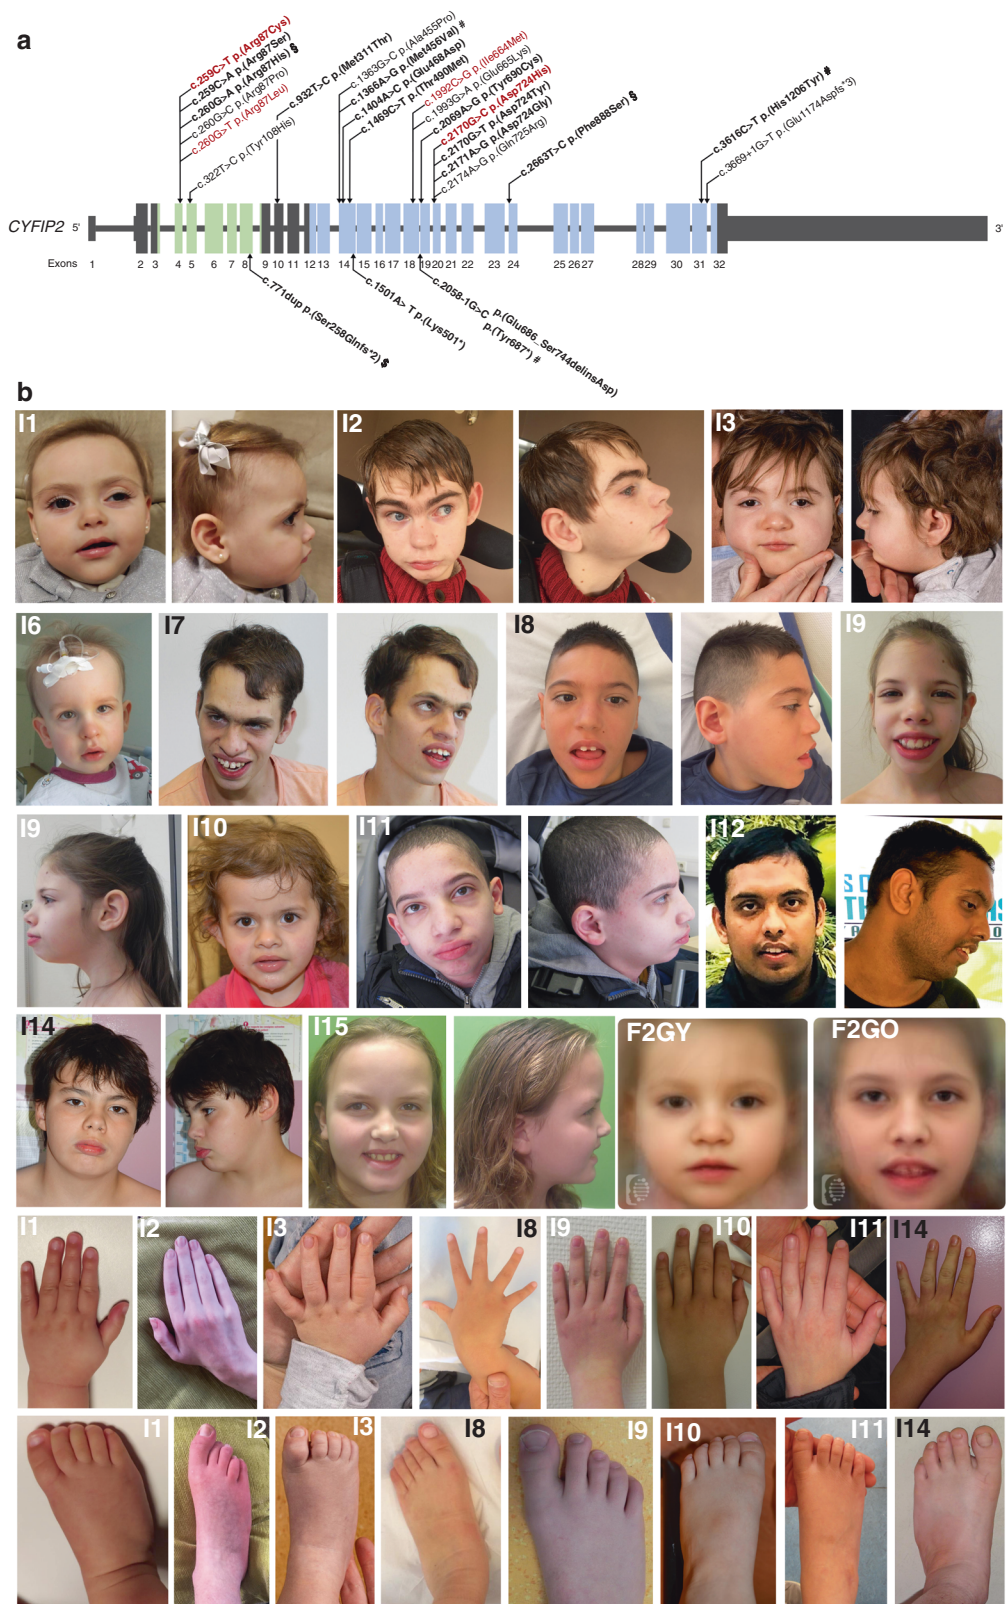 a
c.259C>T p.(Arg87Cys)
c.259C>A p.(Arg87Ser)
c.260G>A p.(Arg87His) $
c.260G>C p.(Arg87Pro)
c.260G>T p.(Arg87Leu)
c.322T>C p.(Tyr108His)
c.932T>C p.(Met311Thr)
c.1363G>C p.(Ala455Pro)
c.1366A>G p.(Met456Val) #
c.1404A>C p.(Glu468Asp)
c.1469C>T p.(Thr490Met)
c.1992C>G p.(Ile664Met)
c.1993G>A p.(Glu665Lys)
c.2069A>G p.(Tyr690Cys)
c.2170G>C p.(Asp724His)
c.2170G>T p.(Asp724Tyr)
c.2171A>G p.(Asp724Gly)
c.2174A>G p.(Gln725Arg)
c.2663T>C p.(Phe888Ser) $
c.3616C>T p.(His1206Tyr) #
c.3669+1G>T p.(Glu1174Aspfs*3)
CYFIP2 5' 3'
Exons 1 2 3 4 5 6 7 8 9 10 11 12 13 14 15 16 17 18 19 20 21 22 23 24 25 26 27 28 29 30 31 32
c.771dup p.(Ser258Glnfs*2) $
c.1501A> T p.(Lys501*)
c.2058-1G>C p.(Glu686_Ser744delinsAsp)
p.(Tyr687*) #
b
I1 I2 I3
I6 I7 I8 I9
I9 I10 I11 I12
I14 I15 F2GY F2GO
I1 I2 I3 I8 I9 I10 I11 I14
I1 I2 I3 I8 I9 I10 I11 I14